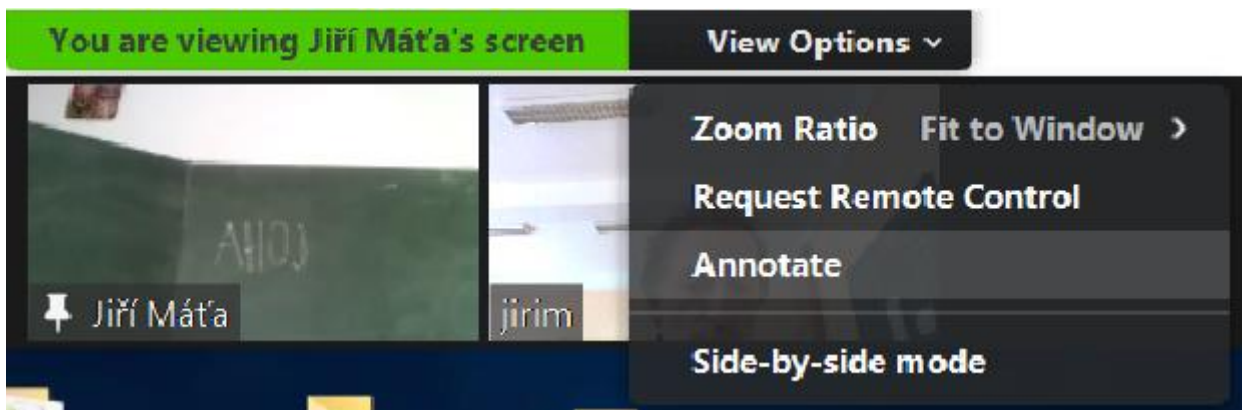 You are viewing Jiří Máťa's screen
View Options
Zoom Ratio Fit to Window
Request Remote Control
Annotate
Side-by-side mode
AHOJ
Jiří Máťa
jirim